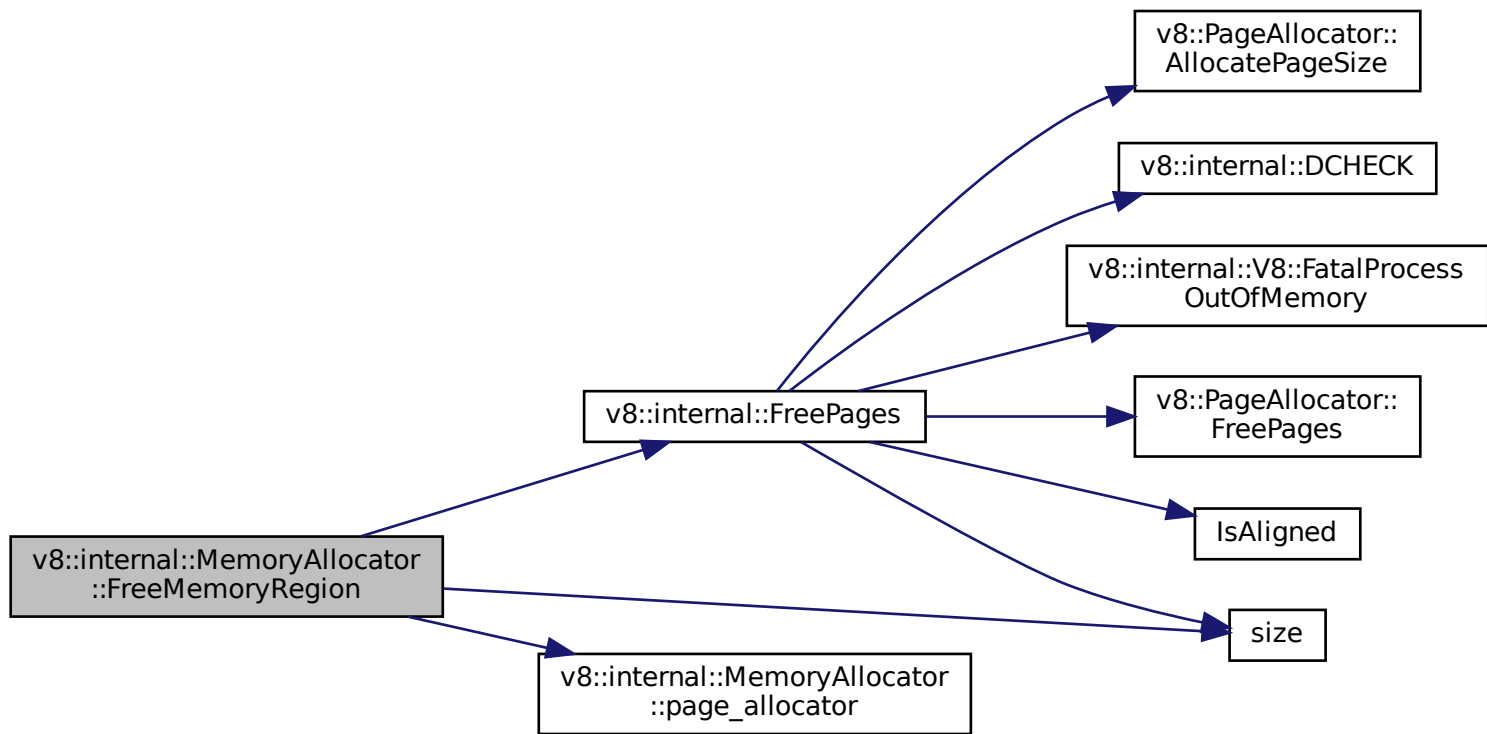 v8::PageAllocator::
AllocatePageSize
v8::internal::DCHECK
v8::internal::V8::FatalProcess
OutOfMemory
v8::internal::FreePages
v8::PageAllocator::
FreePages
IsAligned
v8::internal::MemoryAllocator
::FreeMemoryRegion
size
v8::internal::MemoryAllocator
::page_allocator